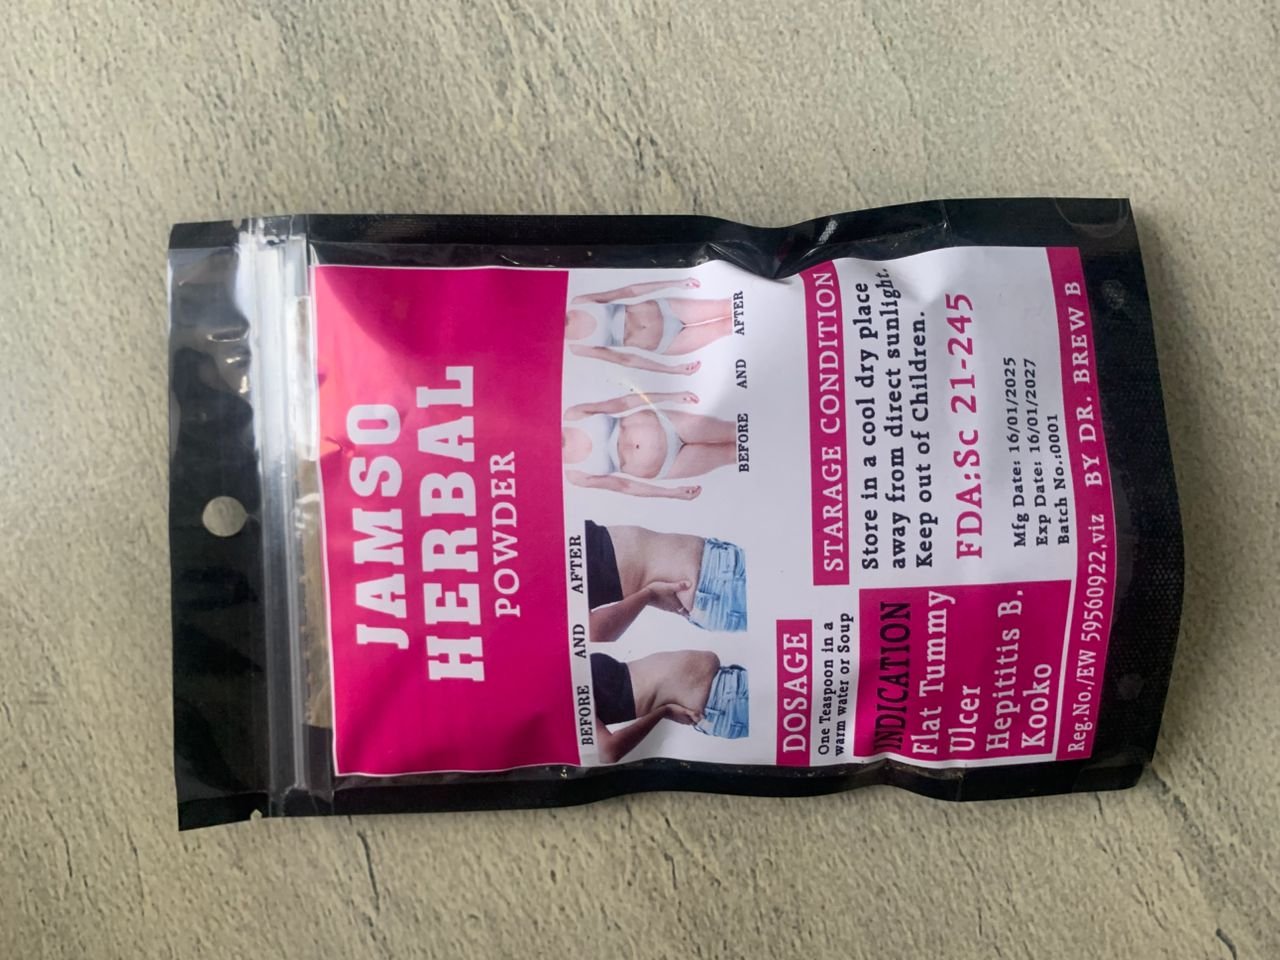 JAMSO
HERBAL
POWDER
BEFORE AND AFTER
BEFORE AND AFTER
DOSAGE
One Teaspoon in a
warm water or Soup
STARAGE CONDITION
Store in a cool dry place
away from direct sunlight.
Keep out of Children.
INDICATION
Flat Tummy
Ulcer
Hepititis B.
Kooko
FDA:Sc 21-245
Mfg Date: 16/01/2025
Exp Date: 16/01/2027
Batch No.:0001
Reg.No./EW 59560922.viz BY DR. BREW B